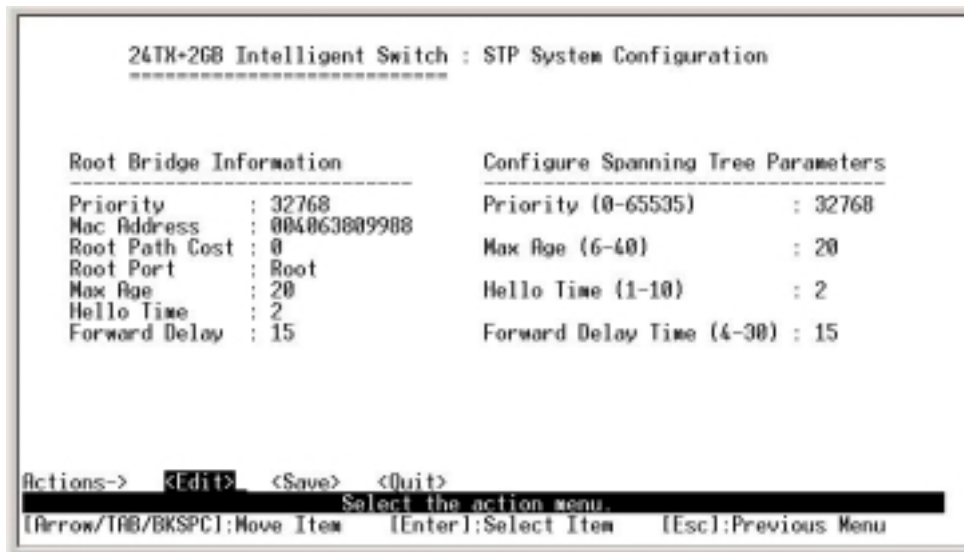 24TX+2GB Intelligent Switch : STP System Configuration
============================
Root Bridge Information
-----------------------------
Priority : 32768
Mac Address : 004063809988
Root Path Cost : 0
Root Port : Root
Max Age : 20
Hello Time : 2
Forward Delay : 15
Configure Spanning Tree Parameters
----------------------------------
Priority (0-65535) : 32768
Max Age (6-40) : 20
Hello Time (1-10) : 2
Forward Delay Time (4-30) : 15
Actions-> <Edit> <Save> <Quit>
Select the action menu.
[Arrow/TAB/BKSPC]:Move Item [Enter]:Select Item [Esc]:Previous Menu